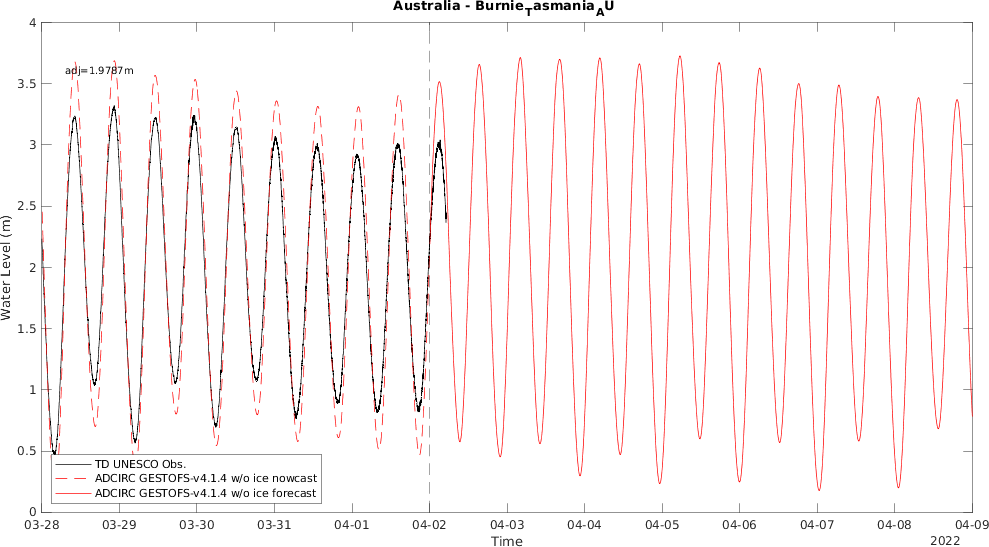 Australia - BurnieTasmaniaAU
adj=1.9787m
Water Level (m)
4
3.5
3
2.5
2
1.5
1
0.5
0
TD UNESCO Obs.
ADCIRC GESTOFS-v4.1.4 w/o ice nowcast
ADCIRC GESTOFS-v4.1.4 w/o ice forecast
03-28 03-29 03-30 03-31 04-01 04-02 04-03 04-04 04-05 04-06 04-07 04-08 04-09
Time
2022